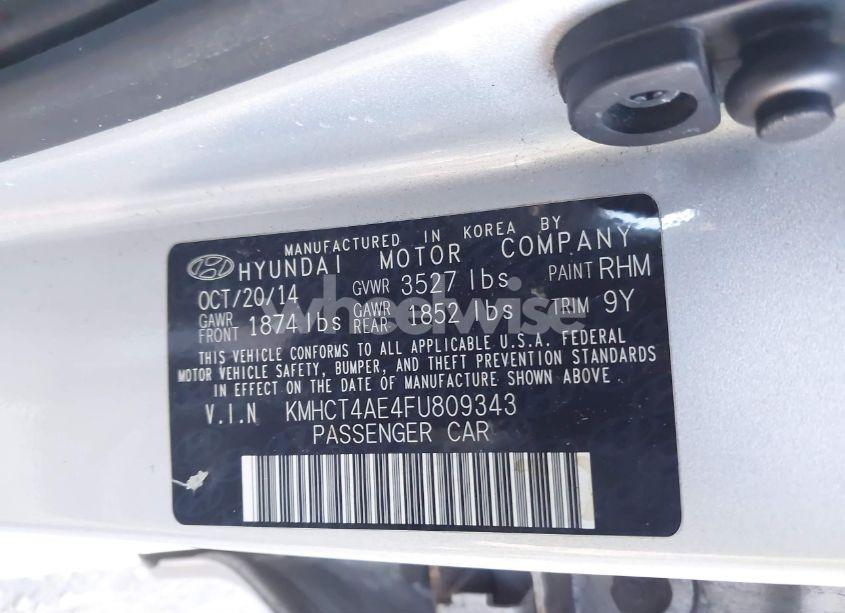 MANUFACTURED IN KOREA BY
HYUNDAI MOTOR COMPANY
OCT/20/14 GVWR 3527 lbs PAINT RHM
GAWR FRONT 1874 lbs GAWR REAR 1852 lbs TRIM 9Y
THIS VEHICLE CONFORMS TO ALL APPLICABLE U.S.A. FEDERAL
MOTOR VEHICLE SAFETY, BUMPER, AND THEFT PREVENTION STANDARDS
IN EFFECT ON THE DATE OF MANUFACTURE SHOWN ABOVE.
V.I.N KMHCT4AE4FU809343
PASSENGER CAR
wheelwise